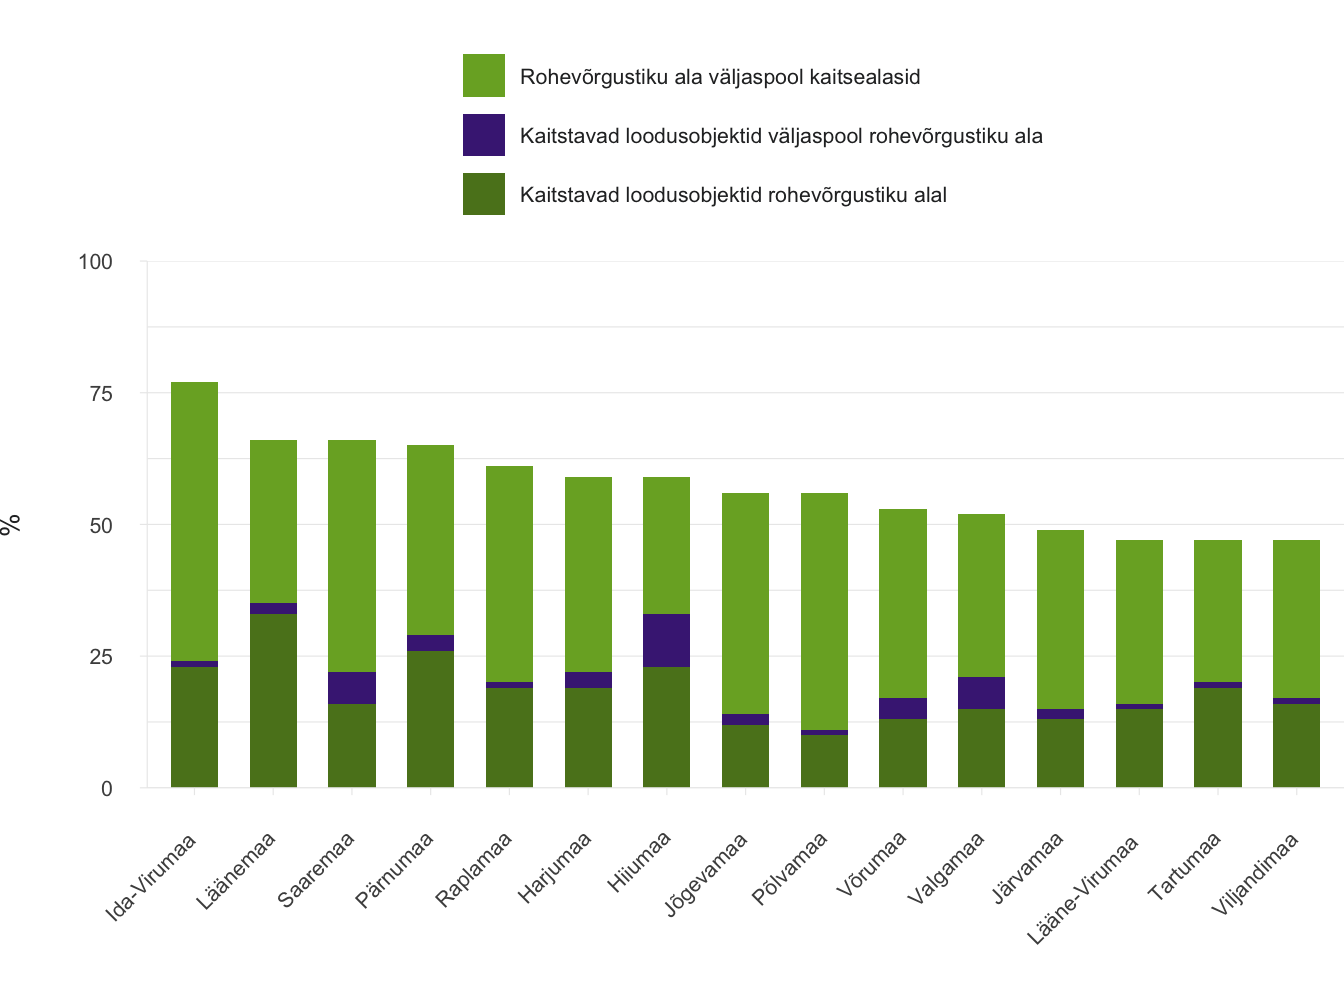 Rohevõrgustiku ala väljaspool kaitsealasid
Kaitstavad loodusobjektid väljaspool rohevõrgustiku ala
Kaitstavad loodusobjektid rohevõrgustiku alal
100
75
50
25
0
%
Ida-Virumaa
Läänemaa
Saaremaa
Pärnumaa
Raplamaa
Harjumaa
Hiiumaa
Jõgevamaa
Põlvamaa
Võrumaa
Valgamaa
Järvamaa
Lääne-Virumaa
Tartumaa
Viljandimaa